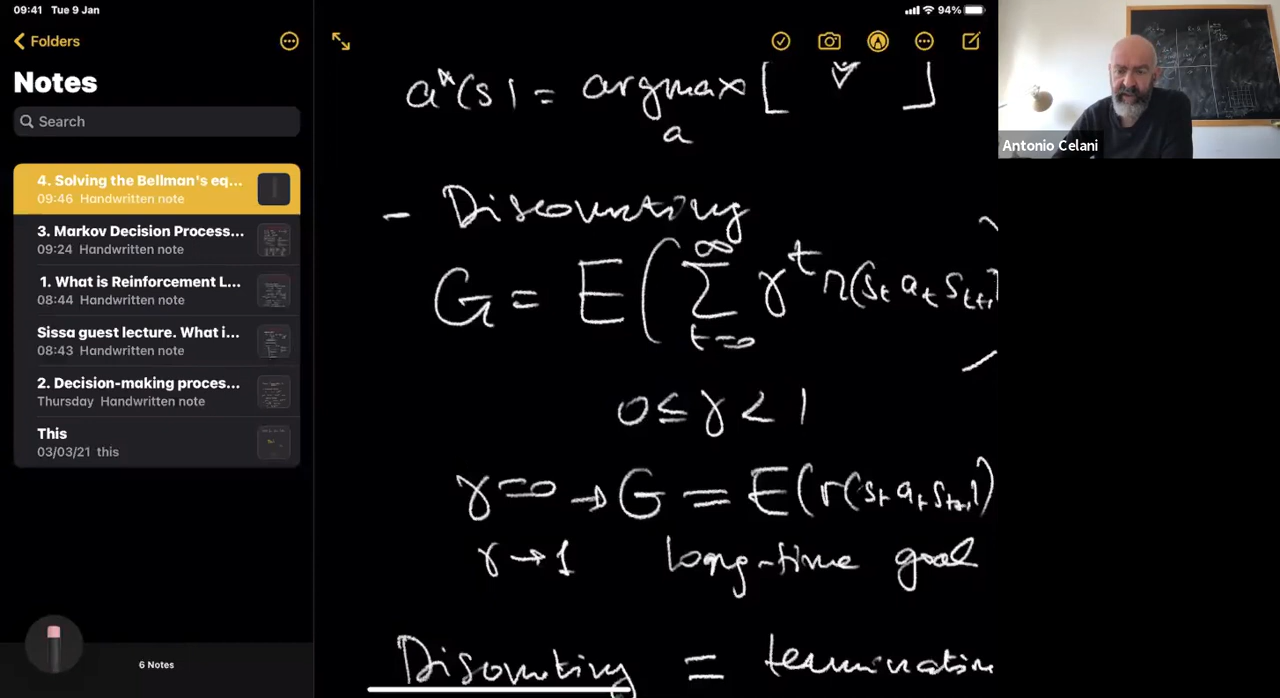 09:41 Tue 9 Jan
94%
Folders
Notes
Search
4. Solving the Bellman's eq...
09:46 Handwritten note
3. Markov Decision Process...
09:24 Handwritten note
1. What is Reinforcement L...
08:44 Handwritten note
Sissa guest lecture. What i...
08:43 Handwritten note
2. Decision-making proces...
Thursday Handwritten note
This
03/03/21 this
6 Notes
a*(s) = argmax [ ]
a
- Discounting
G = E( ∑ γ^t r(s_t a_t s_{t+1})
∞
t=0
0 ≤ γ < 1
γ=0 → G = E(r(s_t a_t s_{t+1})
γ → 1 long-time goal
Discounting = termination
Antonio Celani